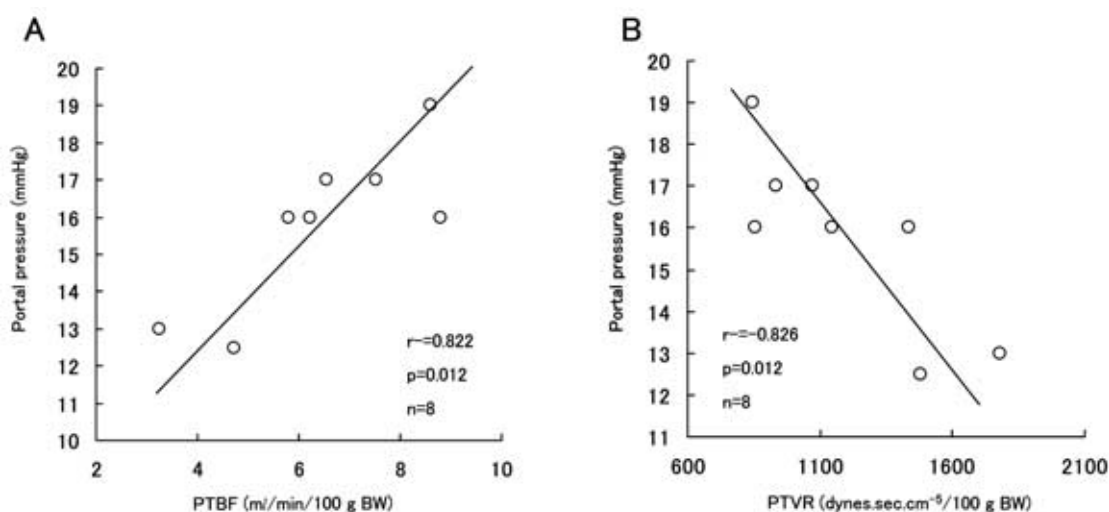 A
Portal pressure (mmHg)
20
19
18
17
16
15
14
13
12
11
10
2 4 6 8 10
PTBF (mℓ/min/100 g BW)
r-=0.822
p=0.012
n=8
B
Portal pressure (mmHg)
20
19
18
17
16
15
14
13
12
11
600 1100 1600 2100
PTVR (dynes.sec.cm⁻⁵/100 g BW)
r-=-0.826
p=0.012
n=8